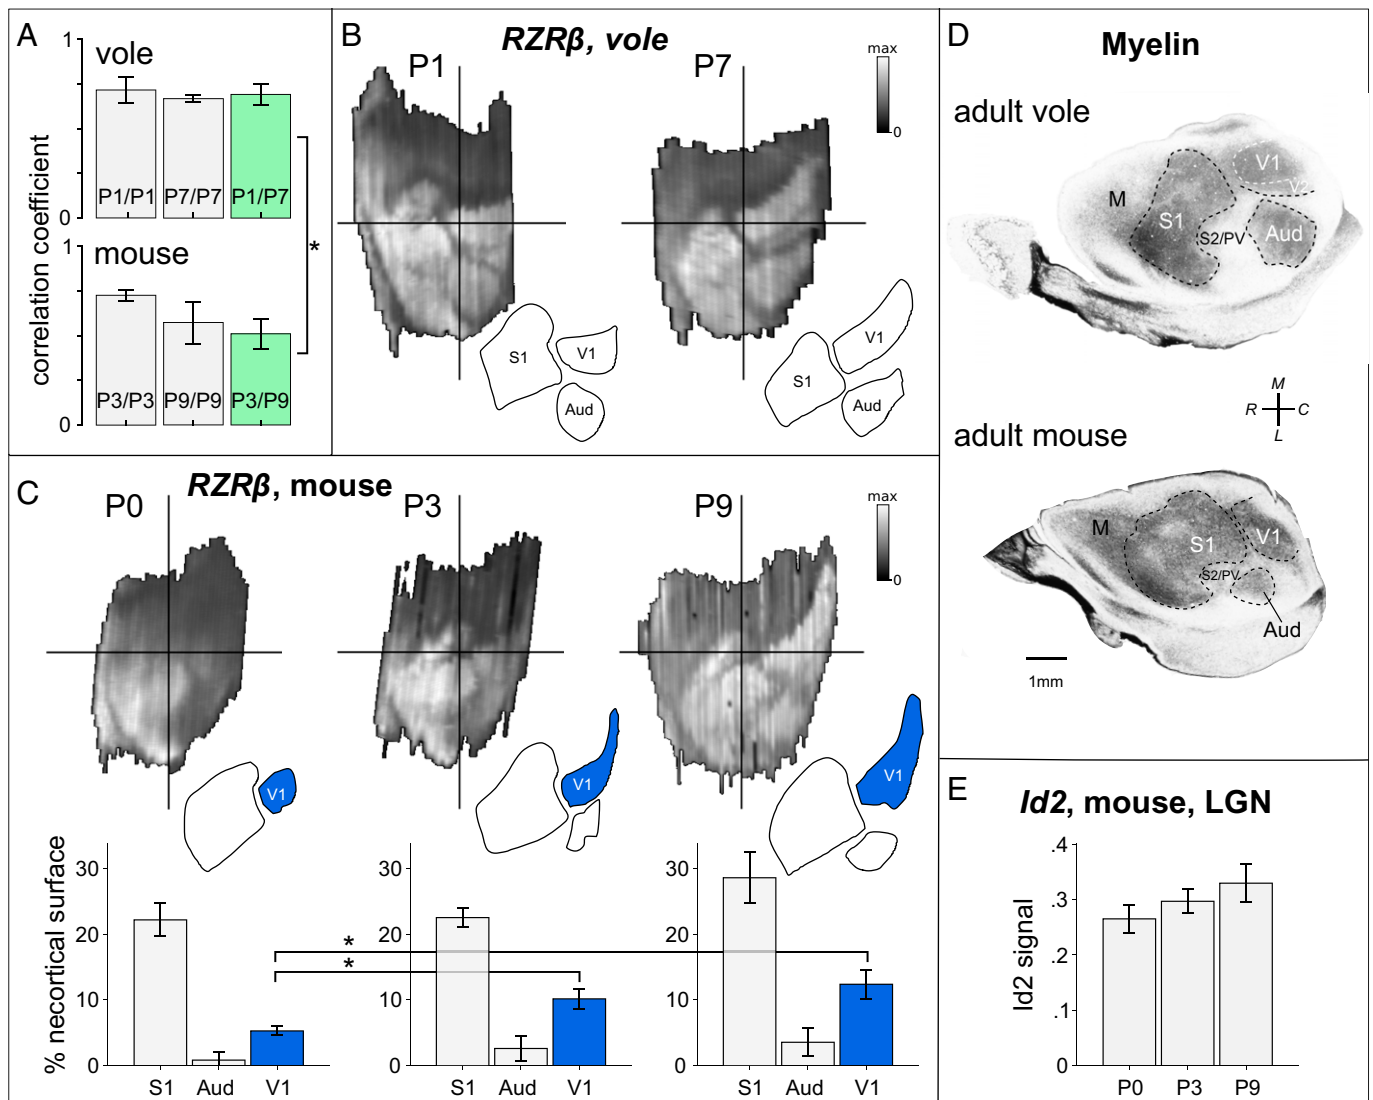 A
1
vole
P1/P1 P7/P7 P1/P7
0
1
mouse
P3/P3 P9/P9 P3/P9
0
correlation coefficient
*
B
RZRβ, vole
P1
P7
max
0
S1
V1
Aud
S1
V1
Aud
C
RZRβ, mouse
P0
P3
P9
max
0
V1
V1
V1
% necortical surface
30
20
10
0
S1 Aud V1
30
20
10
0
S1 Aud V1
30
20
10
0
S1 Aud V1
*
*
D
Myelin
adult vole
M
S1
S2/PV
V1
V2
Aud
M
R C
L
adult mouse
M
S1
S2/PV
V1
Aud
1mm
E
Id2, mouse, LGN
Id2 signal
.4
.3
.2
.1
0
P0 P3 P9